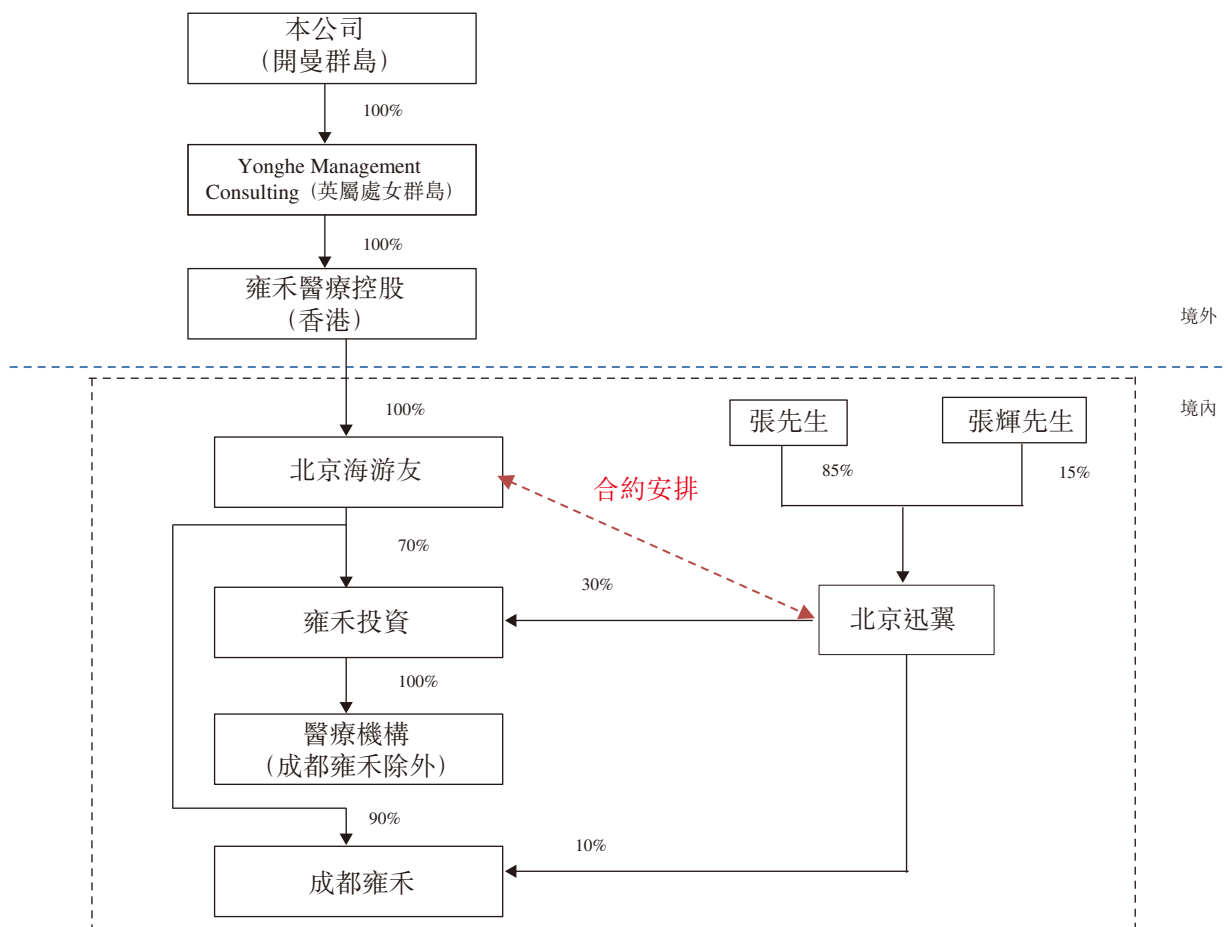 本公司
（開曼群島）
100%
Yonghe Management
Consulting（英屬處女群島）
100%
雍禾醫療控股
（香港）
境外
境內
100%
張先生
張輝先生
85%
15%
北京海游友
合約安排
70%
30%
雍禾投資
北京迅翼
100%
醫療機構
（成都雍禾除外）
90%
10%
成都雍禾